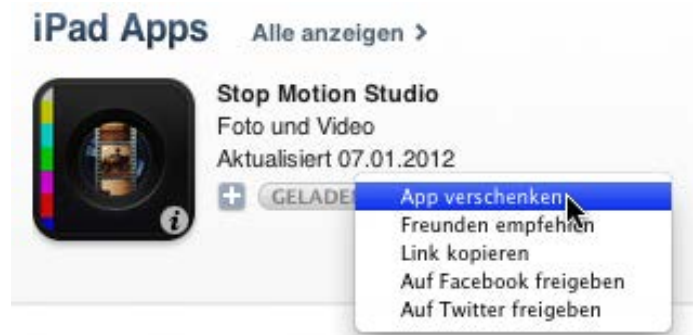 iPad Apps Alle anzeigen >
Stop Motion Studio
Foto und Video
Aktualisiert 07.01.2012
+ GELADE
App verschenken
Freunden empfehlen
Link kopieren
Auf Facebook freigeben
Auf Twitter freigeben